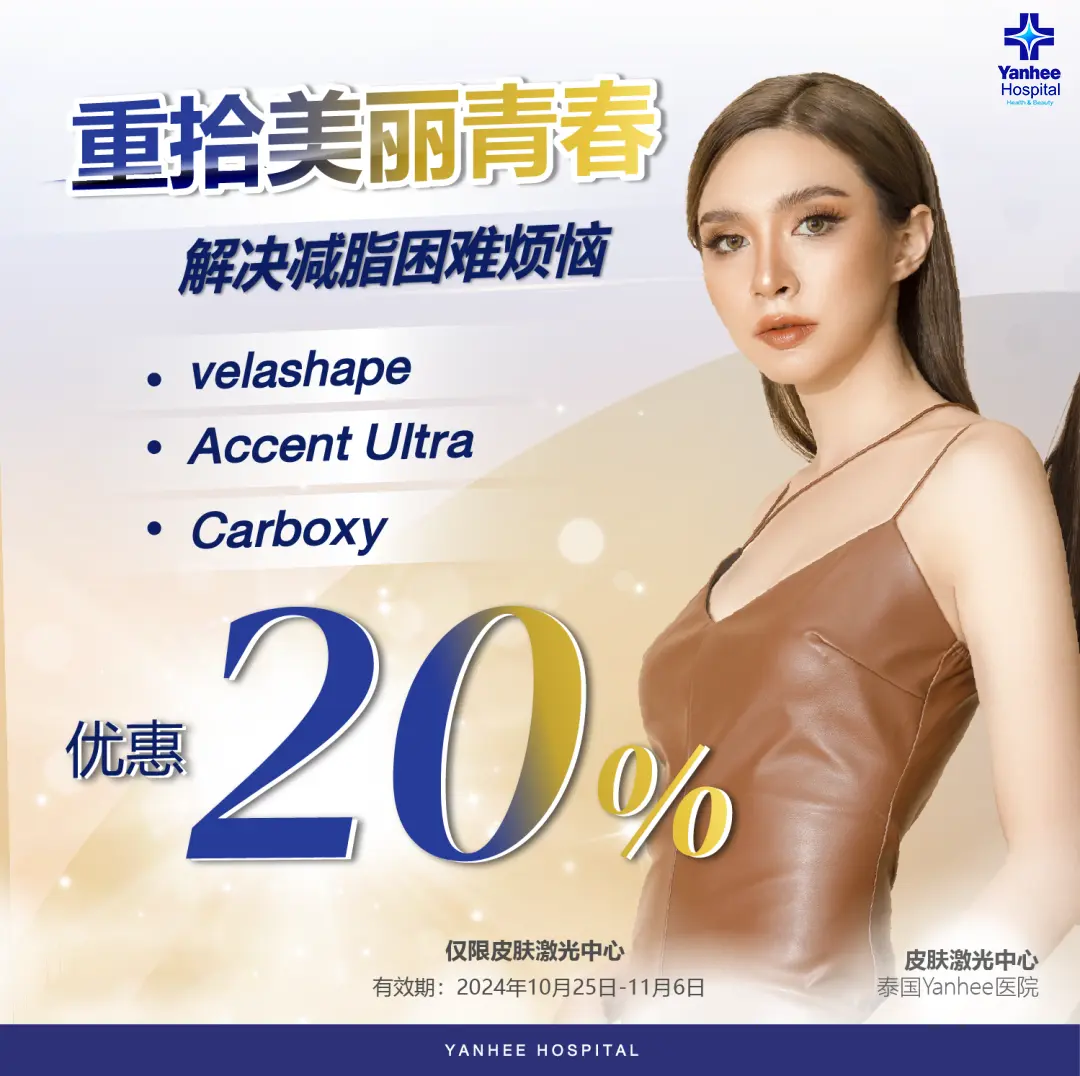 Yanhee
Hospital
Health & Beauty
重拾美丽青春
解决减脂困难烦恼
• velashape
• Accent Ultra
• Carboxy
优惠 20%
仅限皮肤激光中心
有效期：2024年10月25日-11月6日
皮肤激光中心
泰国Yanhee医院
YANHEE HOSPITAL